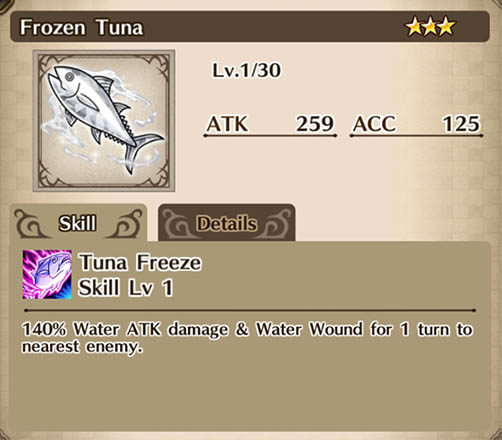 Frozen Tuna
Lv.1/30
ATK 259 ACC 125
Skill Details
Tuna Freeze
Skill Lv 1
140% Water ATK damage & Water Wound for 1 turn to
nearest enemy.